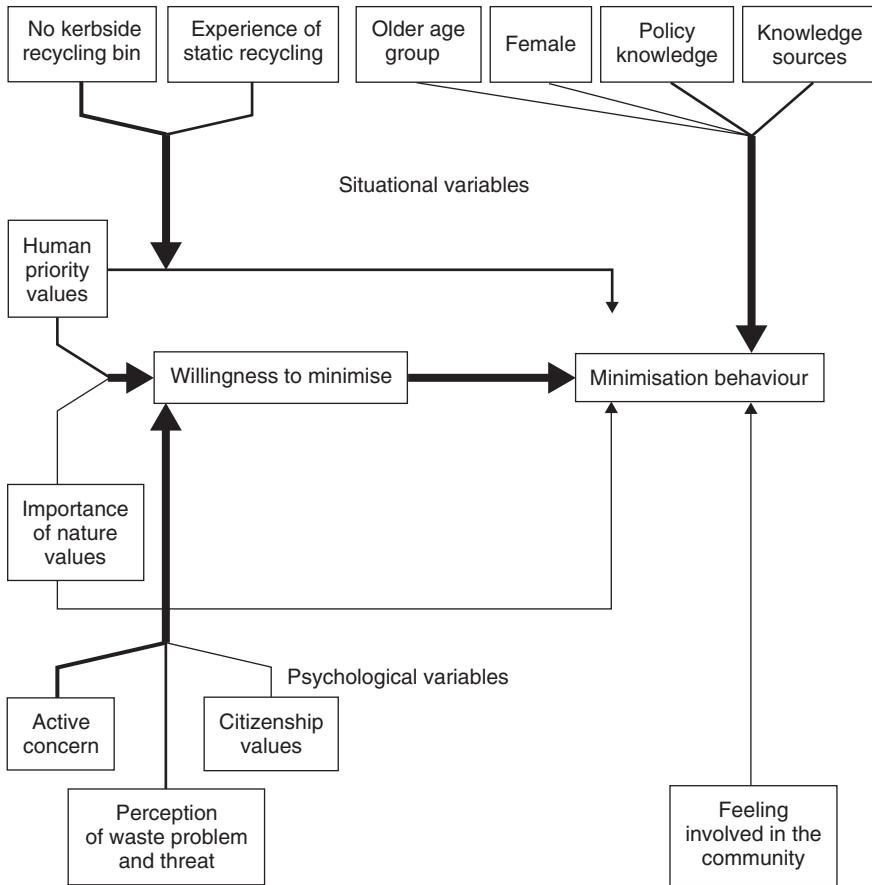 No kerbside
recycling bin
Experience of
static recycling
Older age
group
Female
Policy
knowledge
Knowledge
sources
Situational variables
Human
priority
values
Willingness to minimise
Minimisation behaviour
Importance
of nature
values
Psychological variables
Active
concern
Citizenship
values
Perception
of waste problem
and threat
Feeling
involved in the
community